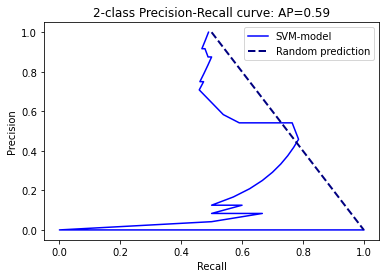 2-class Precision-Recall curve: AP=0.59
SVM-model
Random prediction
Precision
1.0
0.8
0.6
0.4
0.2
0.0
0.0 0.2 0.4 0.6 0.8 1.0
Recall